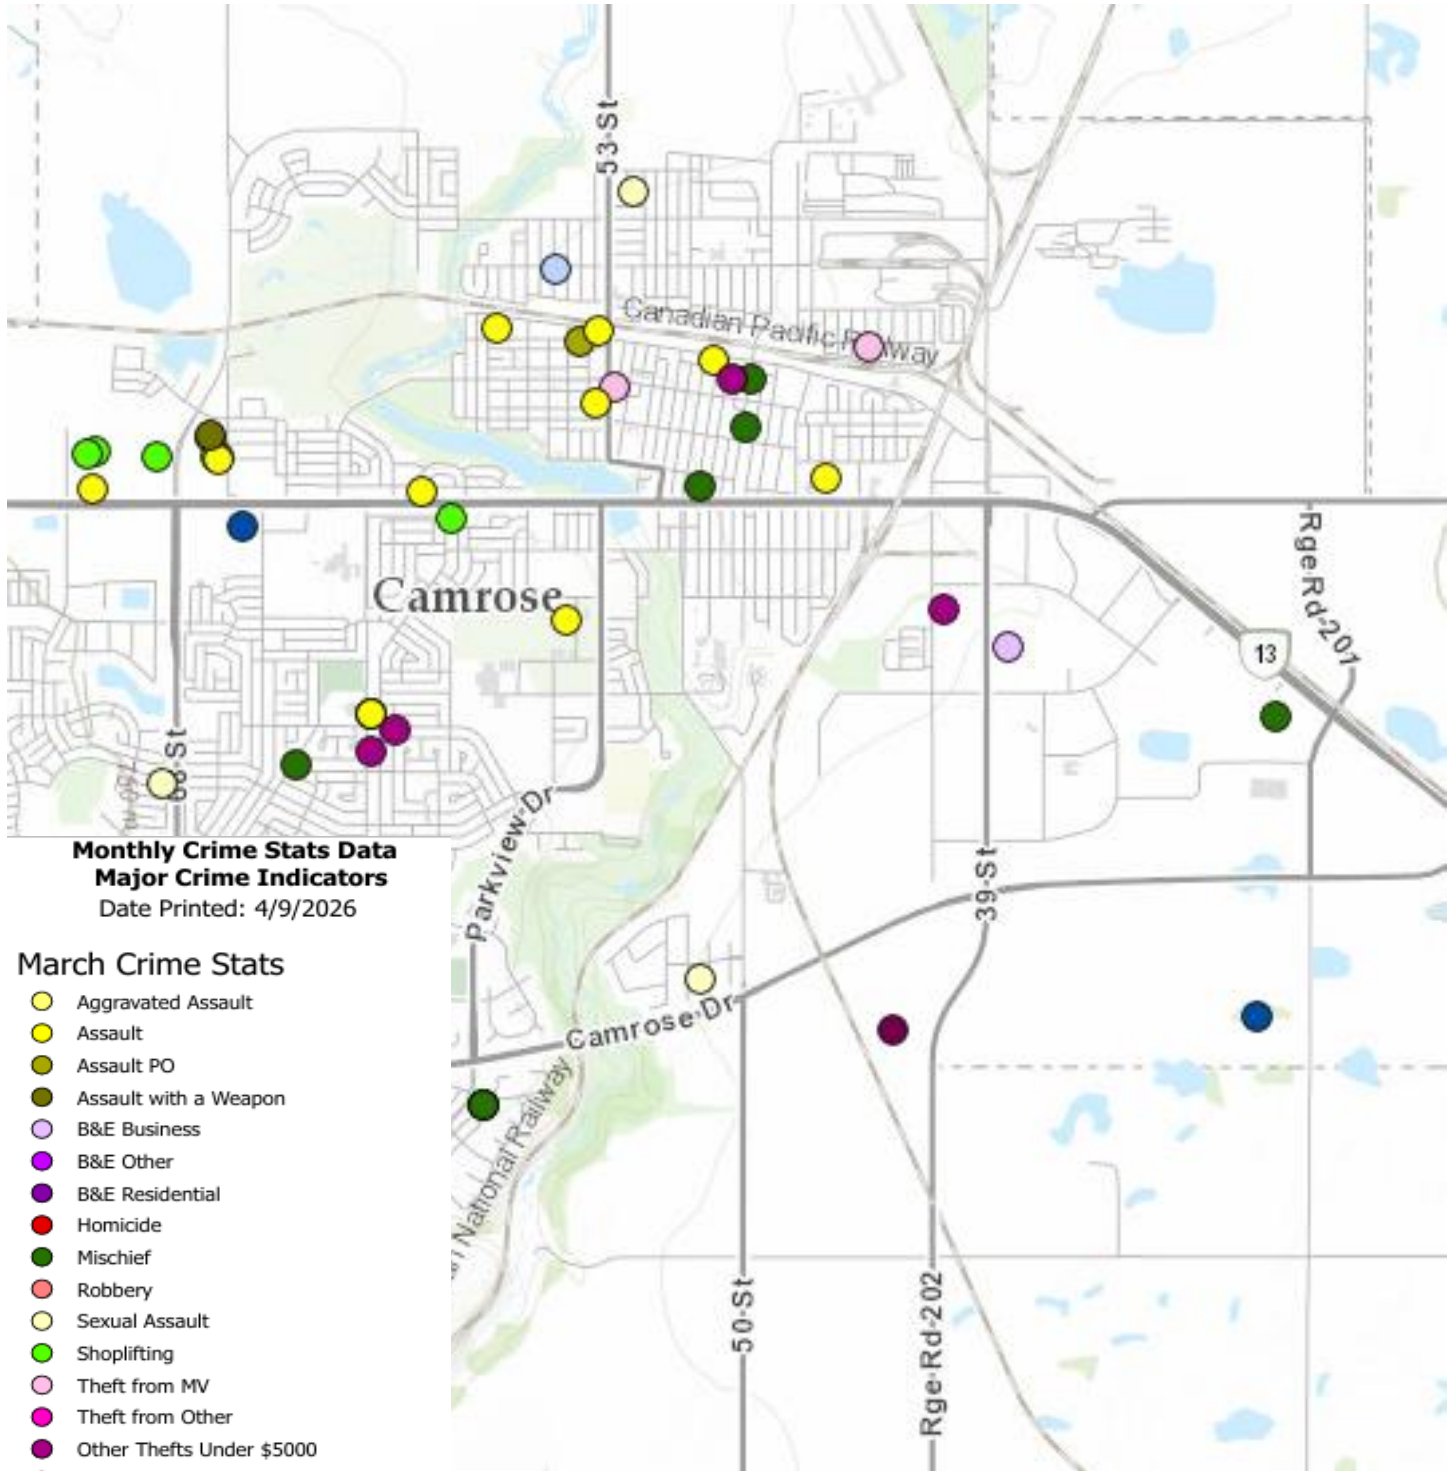 53-St
Canadian Pacific Railway
Camrose
Rge-Rd-201
13
68-St
Parkview-Dr
39-St
Camrose-Dr
National Railway
50-St
Rge-Rd-202
Monthly Crime Stats Data
Major Crime Indicators
Date Printed: 4/9/2026
March Crime Stats
Aggravated Assault
Assault
Assault PO
Assault with a Weapon
B&E Business
B&E Other
B&E Residential
Homicide
Mischief
Robbery
Sexual Assault
Shoplifting
Theft from MV
Theft from Other
Other Thefts Under $5000